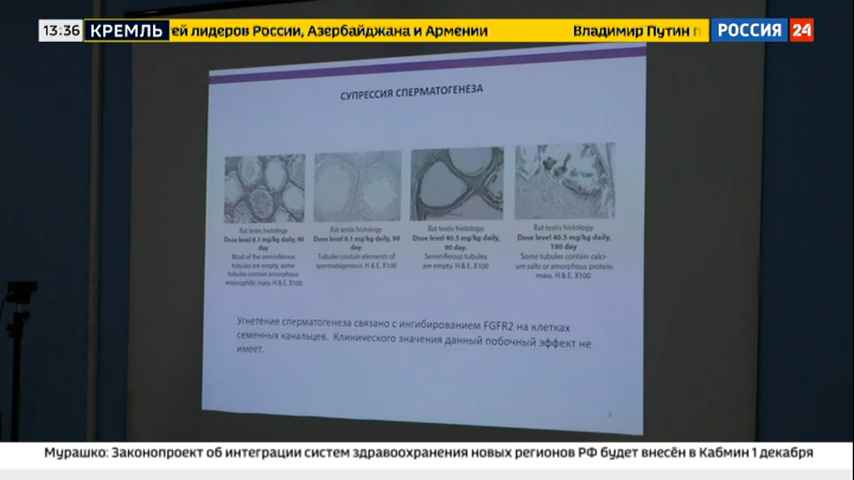 13:36 КРЕМЛЬ ей лидеров России, Азербайджана и Армении Владимир Путин п РОССИЯ 24
СУПРЕССИЯ СПЕРМАТОГЕНЕЗА
Rat testis histology.
Dose level 8.1 mg/kg daily, 90
day
Most of the seminiferous
tubules are empty, some
tubules contain amorphous
eosinophilic mass. H & E. X100
Rat testis histology.
Dose level 8.1 mg/kg daily, 90
day
Tubules contain elements of
spermatogenesis. H & E. X100
Rat testis histology.
Dose level 40.5 mg/kg daily,
90 day.
Seminiferous tubules
are empty. H & E. X100
Rat testis histology.
Dose level 40.5 mg/kg daily,
180 day
Some tubules contain calci-
um salts or amorphous protein
mass. H & E. X100
Угнетение сперматогенеза связано с ингибированием FGFR2 на клетках
семенных канальцев. Клинического значения данный побочный эффект не
имеет.
Мурашко: Законопроект об интеграции систем здравоохранения новых регионов РФ будет внесён в Кабмин 1 декабря